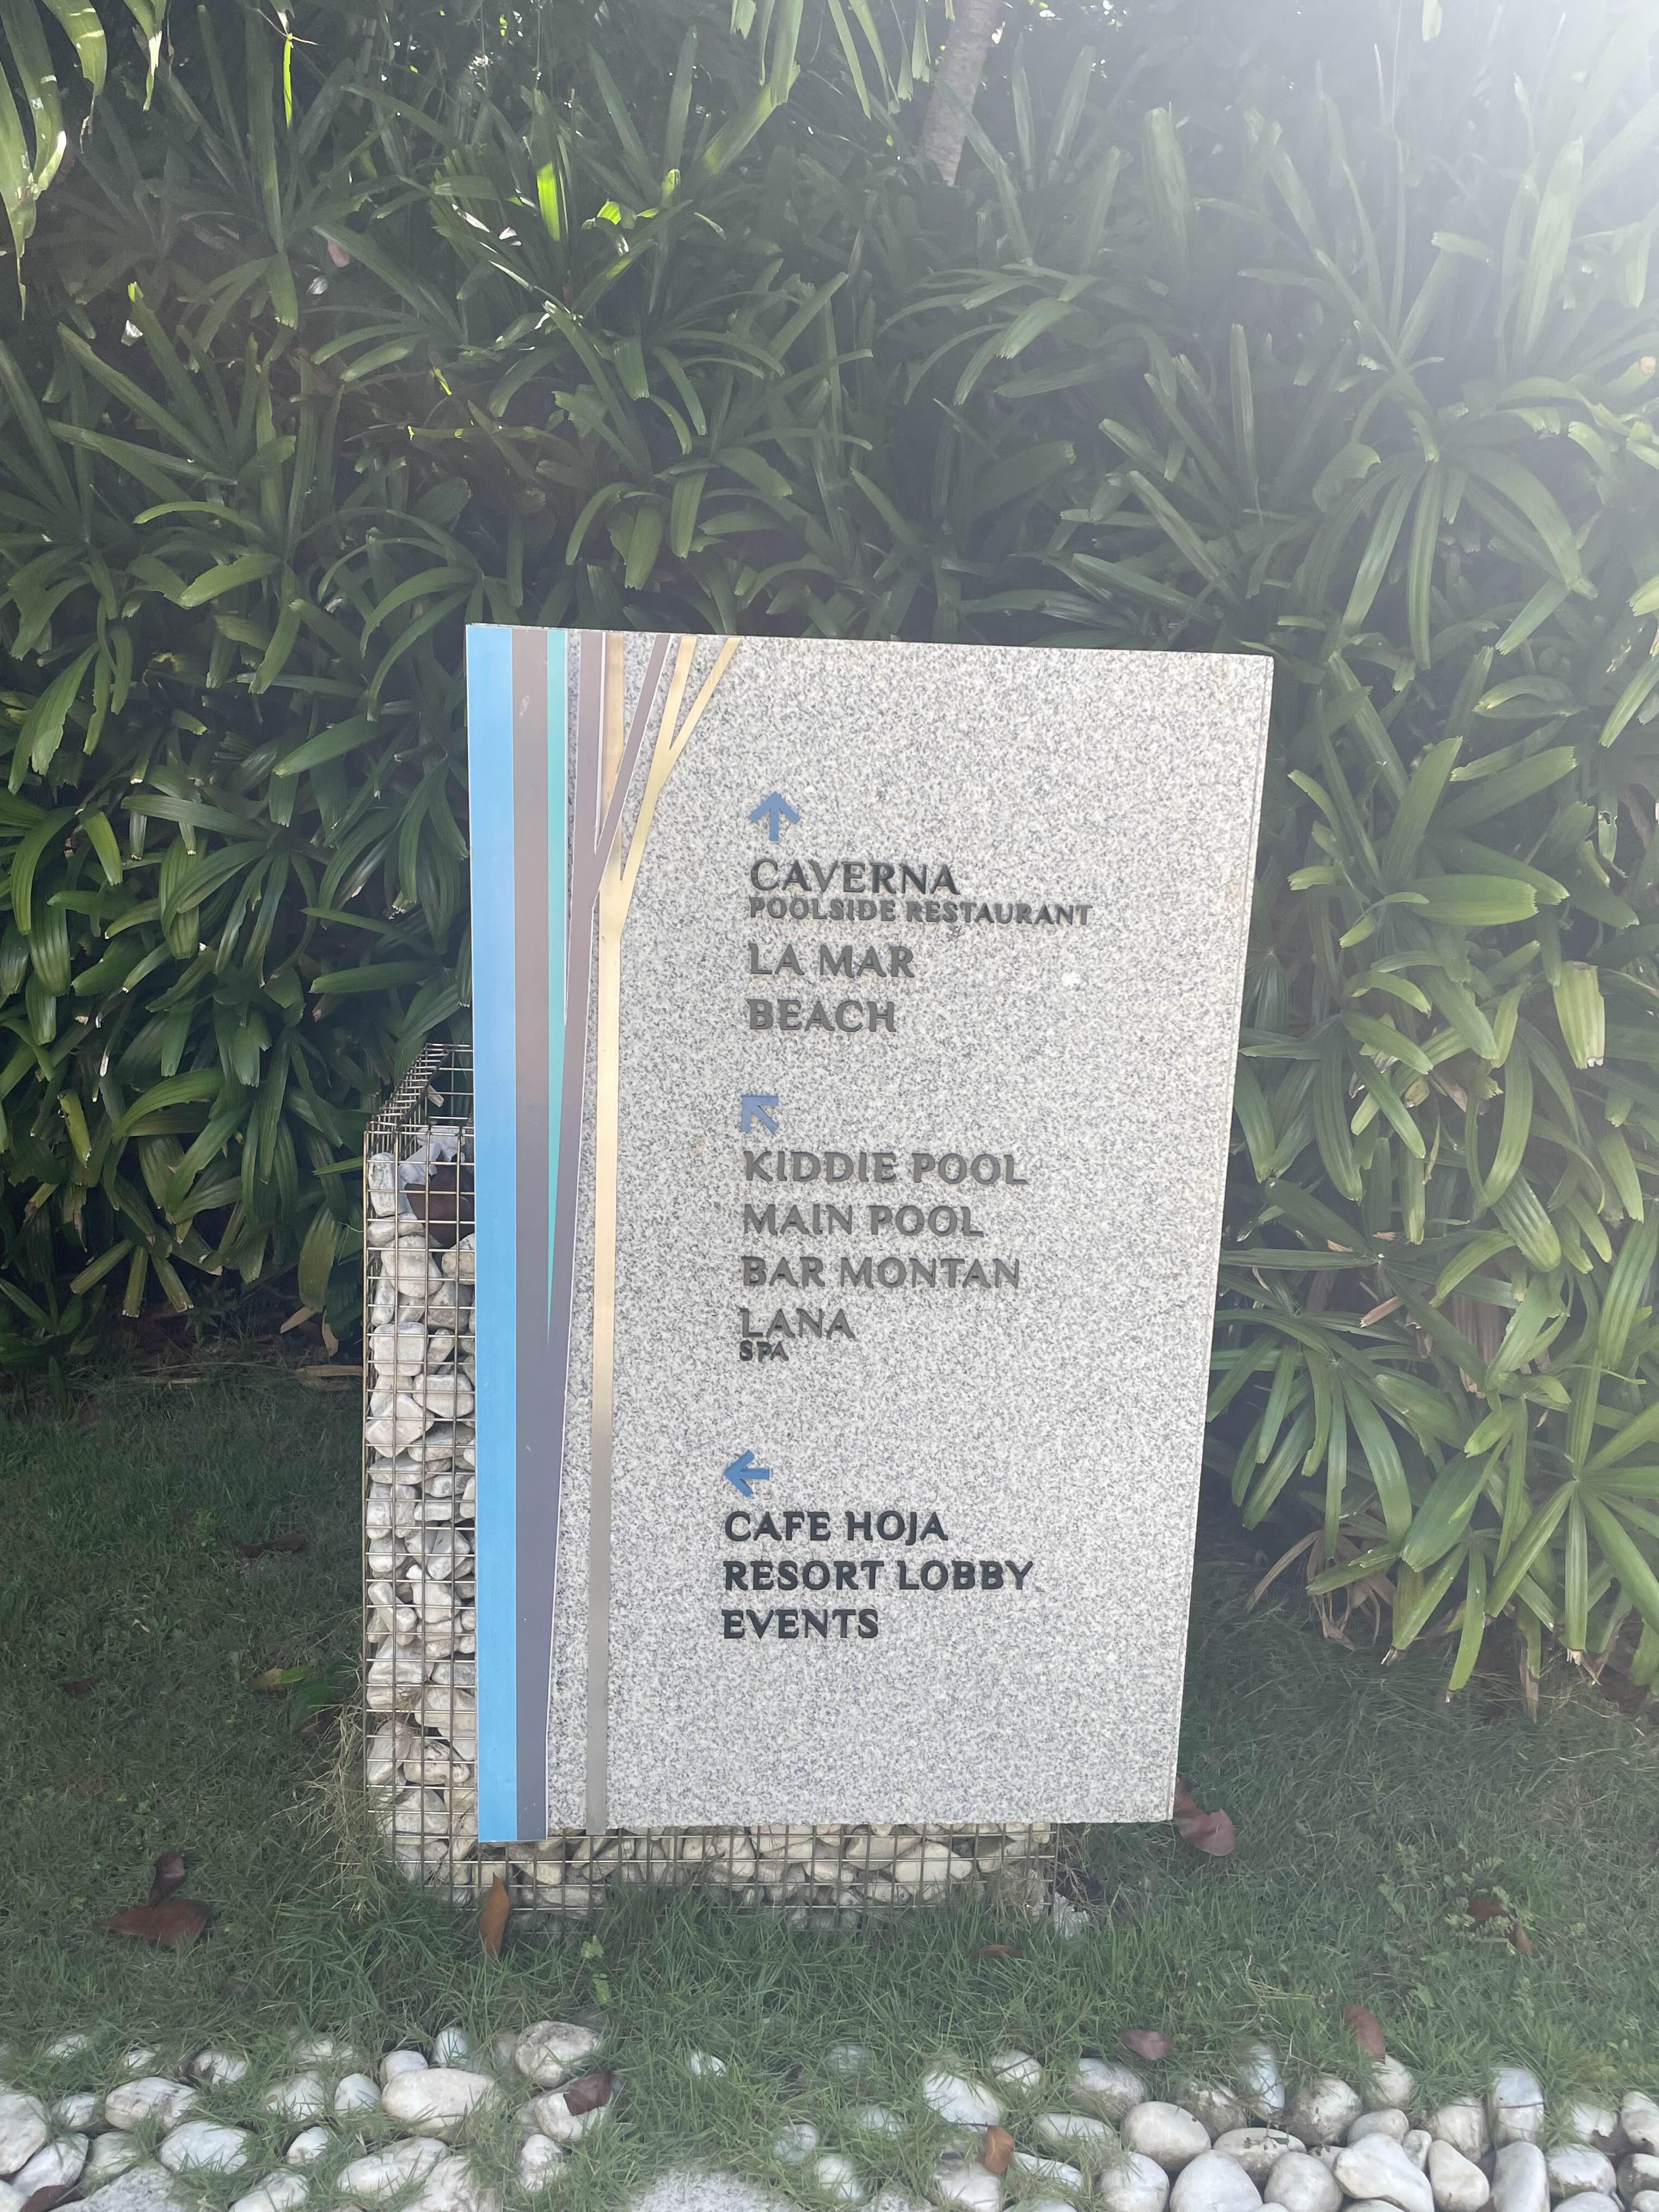 CAVERNA
POOLSIDE RESTAURANT
LA MAR
BEACH
KIDDIE POOL
MAIN POOL
BAR MONTAN
LANA
SPA
CAFE HOJA
RESORT LOBBY
EVENTS